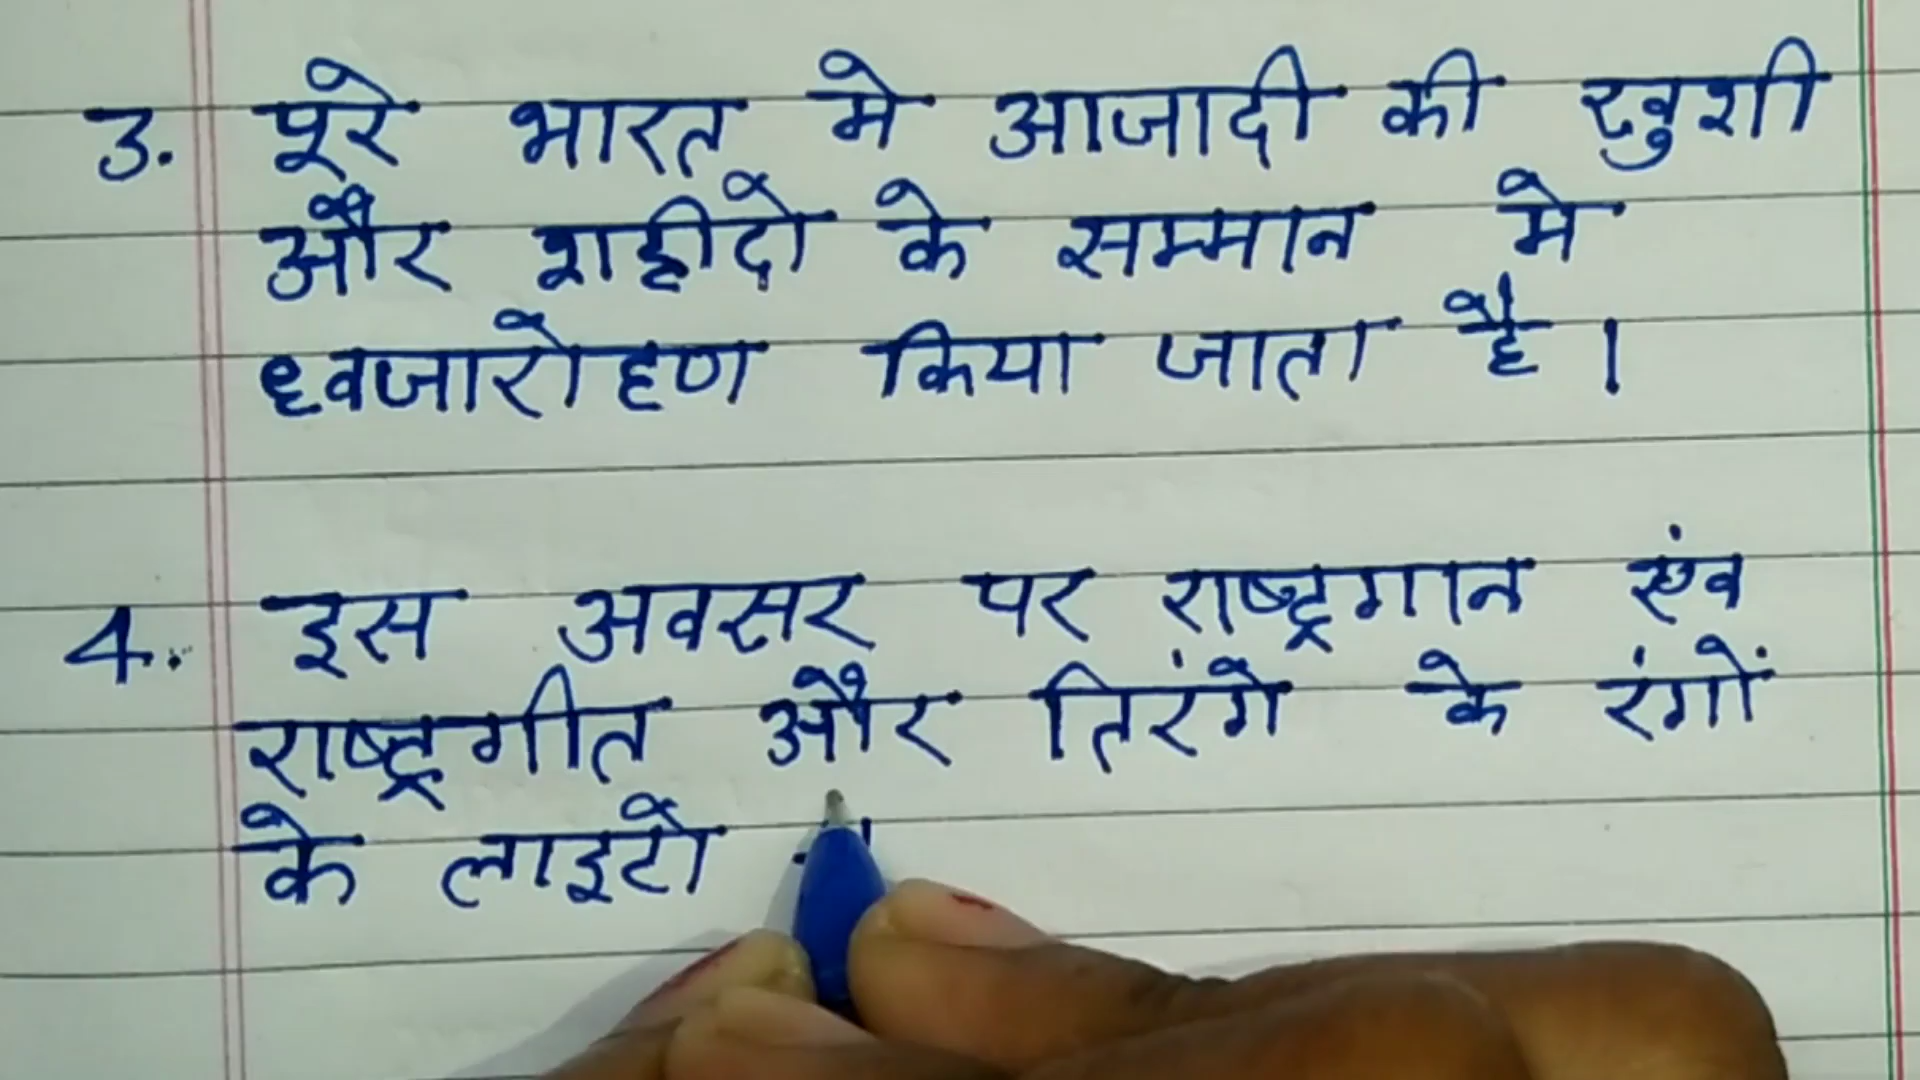 3. पूरे भारत मे आजादी की खुशी
और शहीदो के सम्मान मे
ध्वजारोहण किया जाता है।
4. इस अवसर पर राष्ट्रगान एंव
राष्ट्रगीत और तिरंगे के रंगों
के लाइटो